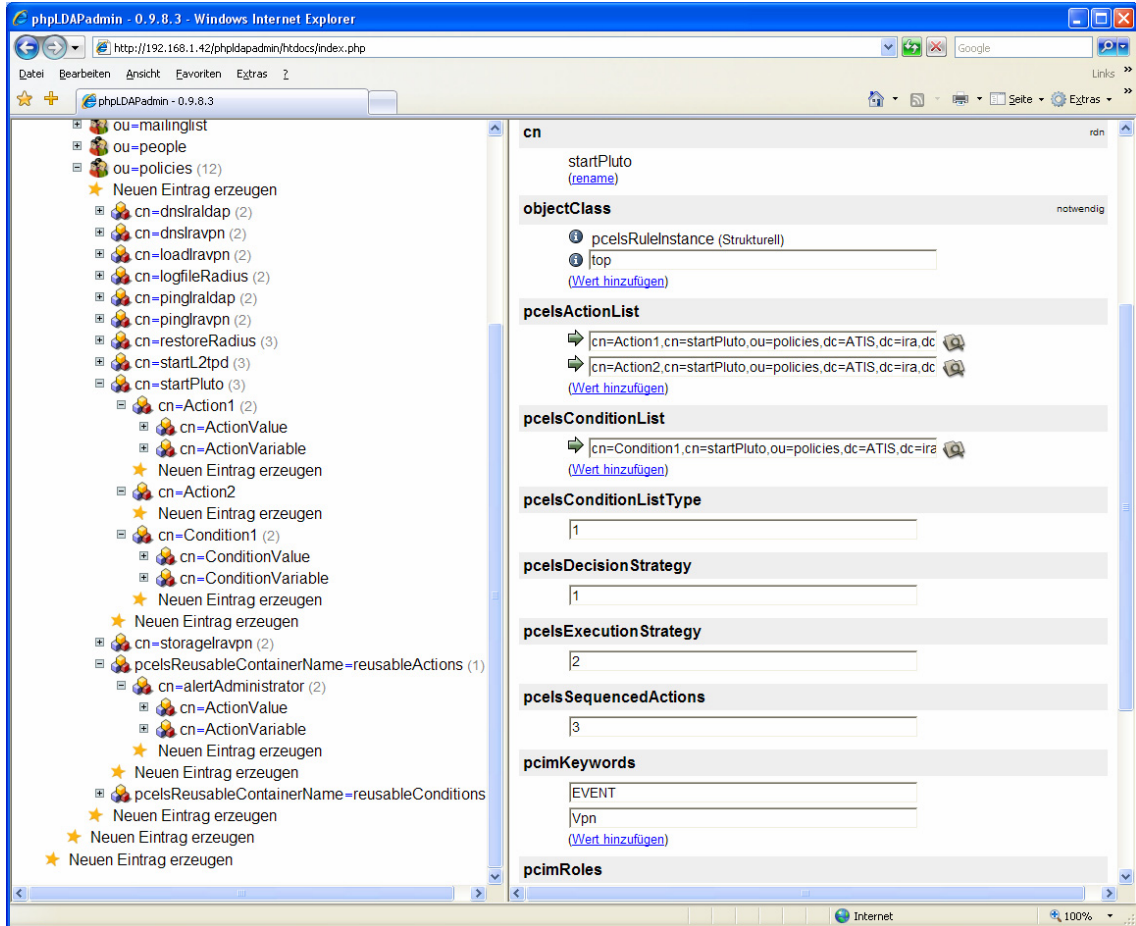 phpLDAPadmin - 0.9.8.3 - Windows Internet Explorer
http://192.168.1.42/phpldapadmin/htdocs/index.php
Google
Datei Bearbeiten Ansicht Favoriten Extras ?
Links »
phpLDAPadmin - 0.9.8.3
Seite Extras »
ou=mailinglist
ou=people
ou=policies (12)
Neuen Eintrag erzeugen
cn=dnsIraldap (2)
cn=dnsIravpn (2)
cn=loadIravpn (2)
cn=logfileRadius (2)
cn=pingIraldap (2)
cn=pingIravpn (2)
cn=restoreRadius (3)
cn=startL2tpd (3)
cn=startPluto (3)
cn=Action1 (2)
cn=ActionValue
cn=ActionVariable
Neuen Eintrag erzeugen
cn=Action2
Neuen Eintrag erzeugen
cn=Condition1 (2)
cn=ConditionValue
cn=ConditionVariable
Neuen Eintrag erzeugen
Neuen Eintrag erzeugen
cn=storageIravpn (2)
pcelsReusableContainerName=reusableActions (1)
cn=alertAdministrator (2)
cn=ActionValue
cn=ActionVariable
Neuen Eintrag erzeugen
Neuen Eintrag erzeugen
pcelsReusableContainerName=reusableConditions
Neuen Eintrag erzeugen
Neuen Eintrag erzeugen
Neuen Eintrag erzeugen
cn rdn
startPluto
(rename)
objectClass notwendig
pcelsRuleInstance (Strukturell)
top
(Wert hinzufügen)
pcelsActionList
cn=Action1,cn=startPluto,ou=policies,dc=ATIS,dc=ira,dc
cn=Action2,cn=startPluto,ou=policies,dc=ATIS,dc=ira,dc
(Wert hinzufügen)
pcelsConditionList
cn=Condition1,cn=startPluto,ou=policies,dc=ATIS,dc=ira
(Wert hinzufügen)
pcelsConditionListType
1
pcelsDecisionStrategy
1
pcelsExecutionStrategy
2
pcelsSequencedActions
3
pcimKeywords
EVENT
Vpn
(Wert hinzufügen)
pcimRoles
Internet
100%